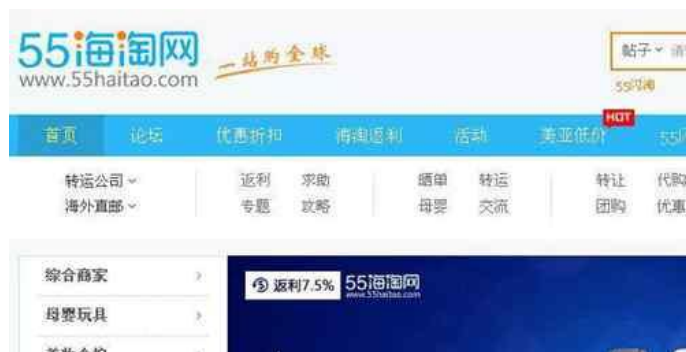 55海淘网
www.55haitao.com
一站购全球
帖子
55闪淘
首页 论坛 优惠折扣 海淘返利 活动 美亚低价 55
HOT
转运公司 返利 求助 晒单 转运 转让 代购
海外直邮 专题 攻略 母婴 交流 团购 优惠
综合商家
母婴玩具
返利7.5% 55海淘网
www.55haitao.com